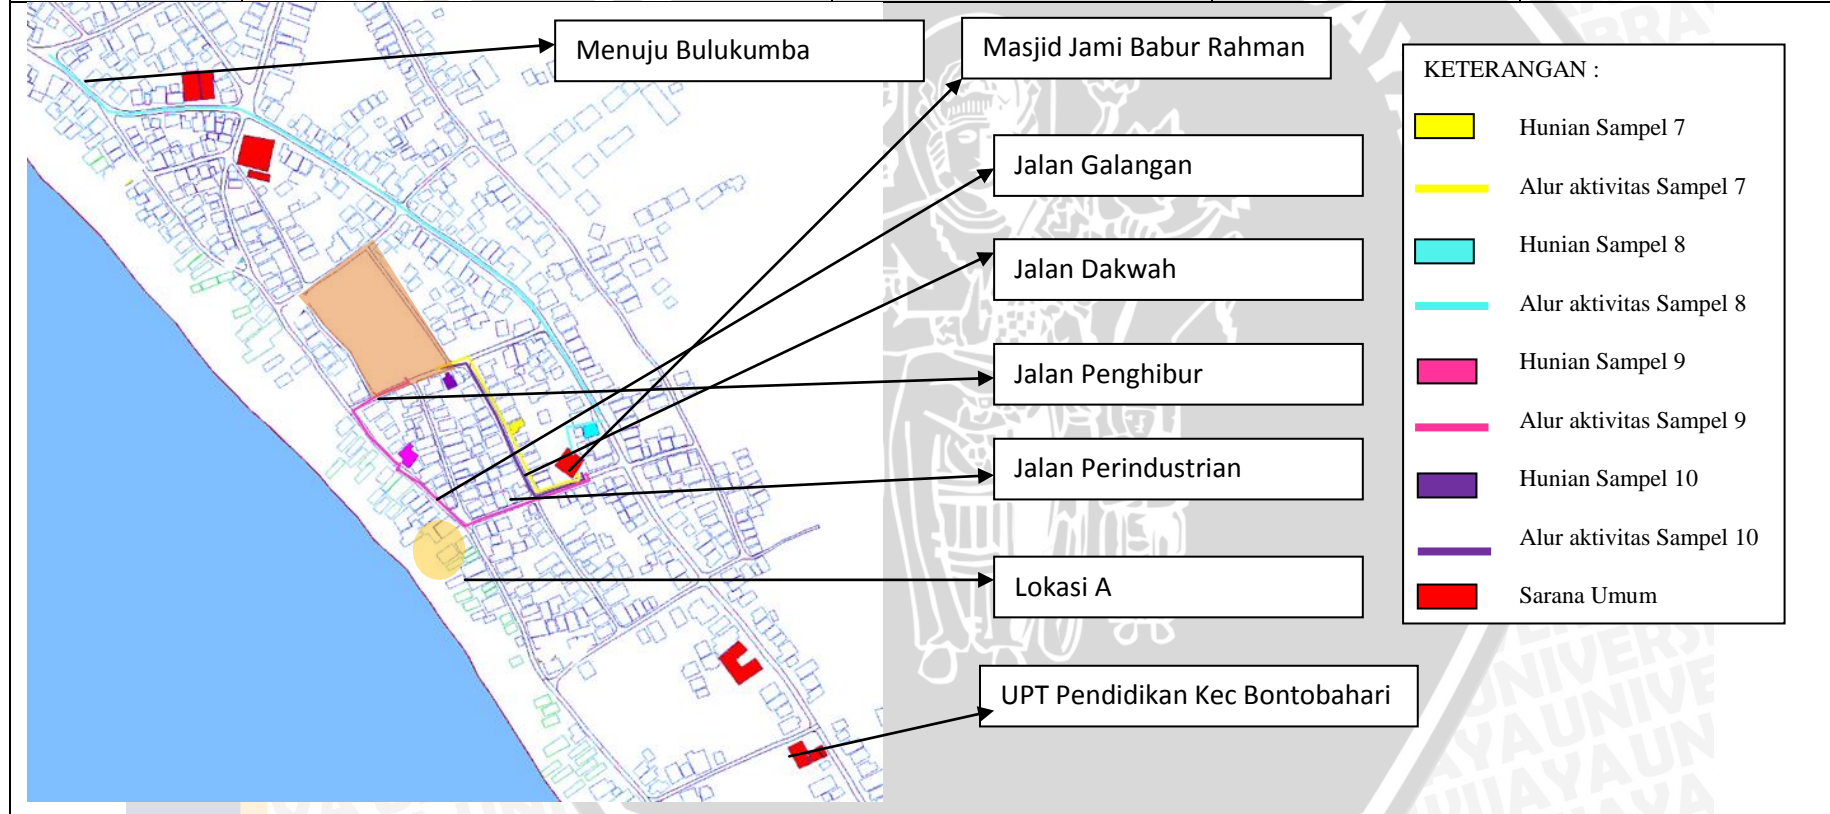 Menuju Bulukumba
Masjid Jami Babur Rahman
Jalan Galangan
Jalan Dakwah
Jalan Penghibur
Jalan Perindustrian
Lokasi A
UPT Pendidikan Kec Bontobahari
KETERANGAN :
Hunian Sampel 7
Alur aktivitas Sampel 7
Hunian Sampel 8
Alur aktivitas Sampel 8
Hunian Sampel 9
Alur aktivitas Sampel 9
Hunian Sampel 10
Alur aktivitas Sampel 10
Sarana Umum